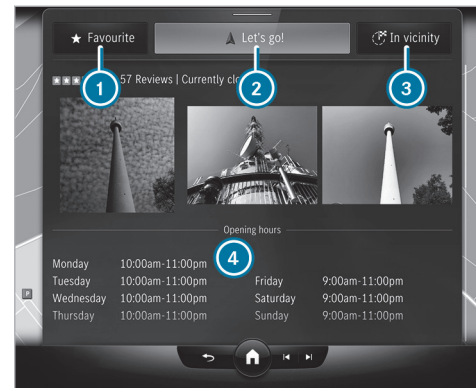 Favourite
Let's go!
In vicinity
1
2
3
57 Reviews | Currently
Opening hours
4
Monday 10:00am-11:00pm
Tuesday 10:00am-11:00pm Friday 9:00am-11:00pm
Wednesday 10:00am-11:00pm Saturday 9:00am-11:00pm
Thursday 10:00am-11:00pm Sunday 9:00am-11:00pm
P